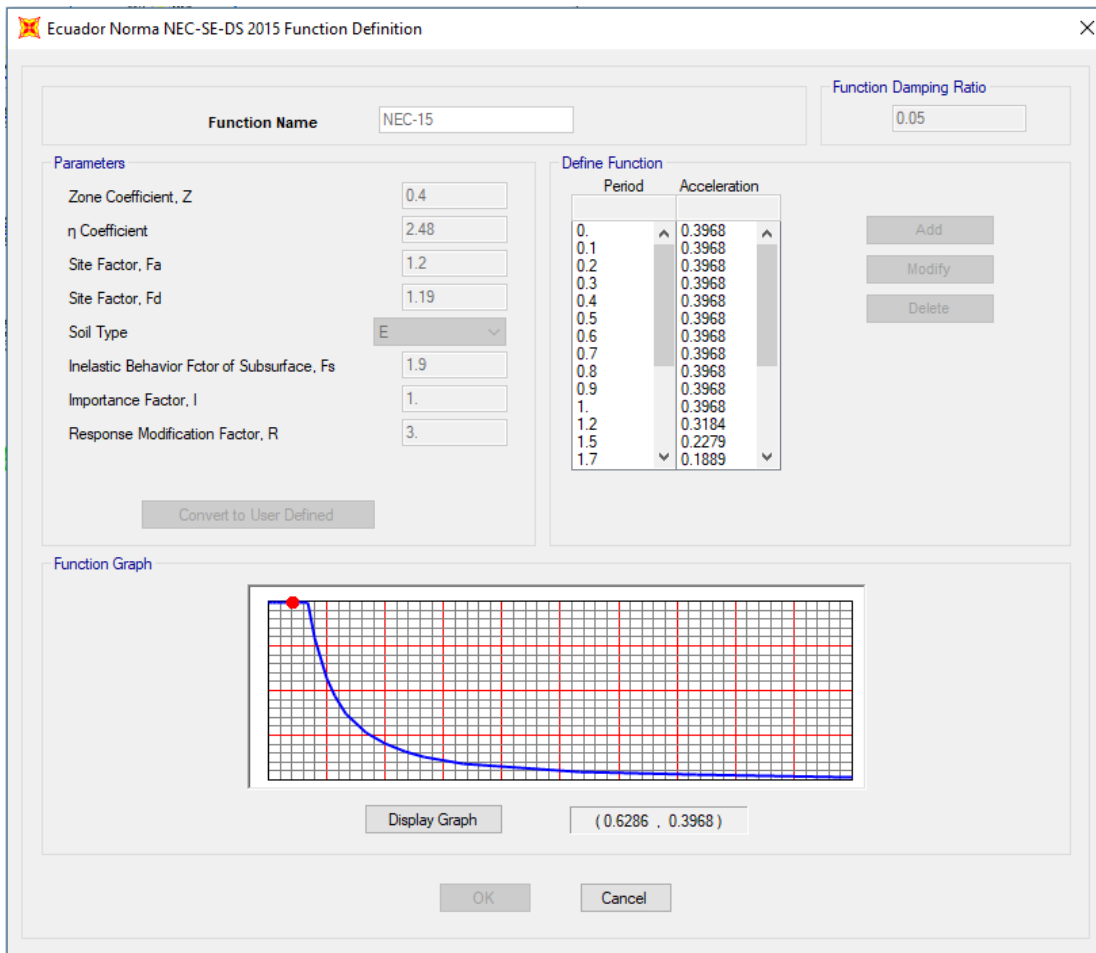 Ecuador Norma NEC-SE-DS 2015 Function Definition
Function Damping Ratio
Function Name NEC-15 0.05
Parameters
Zone Coefficient, Z 0.4
η Coefficient 2.48
Site Factor, Fa 1.2
Site Factor, Fd 1.19
Soil Type E
Inelastic Behavior Fctor of Subsurface, Fs 1.9
Importance Factor, I 1.
Response Modification Factor, R 3.
Convert to User Defined
Define Function
Period Acceleration
0. 0.3968
0.1 0.3968
0.2 0.3968
0.3 0.3968
0.4 0.3968
0.5 0.3968
0.6 0.3968
0.7 0.3968
0.8 0.3968
0.9 0.3968
1. 0.3968
1.2 0.3184
1.5 0.2279
1.7 0.1889
Add
Modify
Delete
Function Graph
Display Graph ( 0.6286 , 0.3968 )
OK Cancel